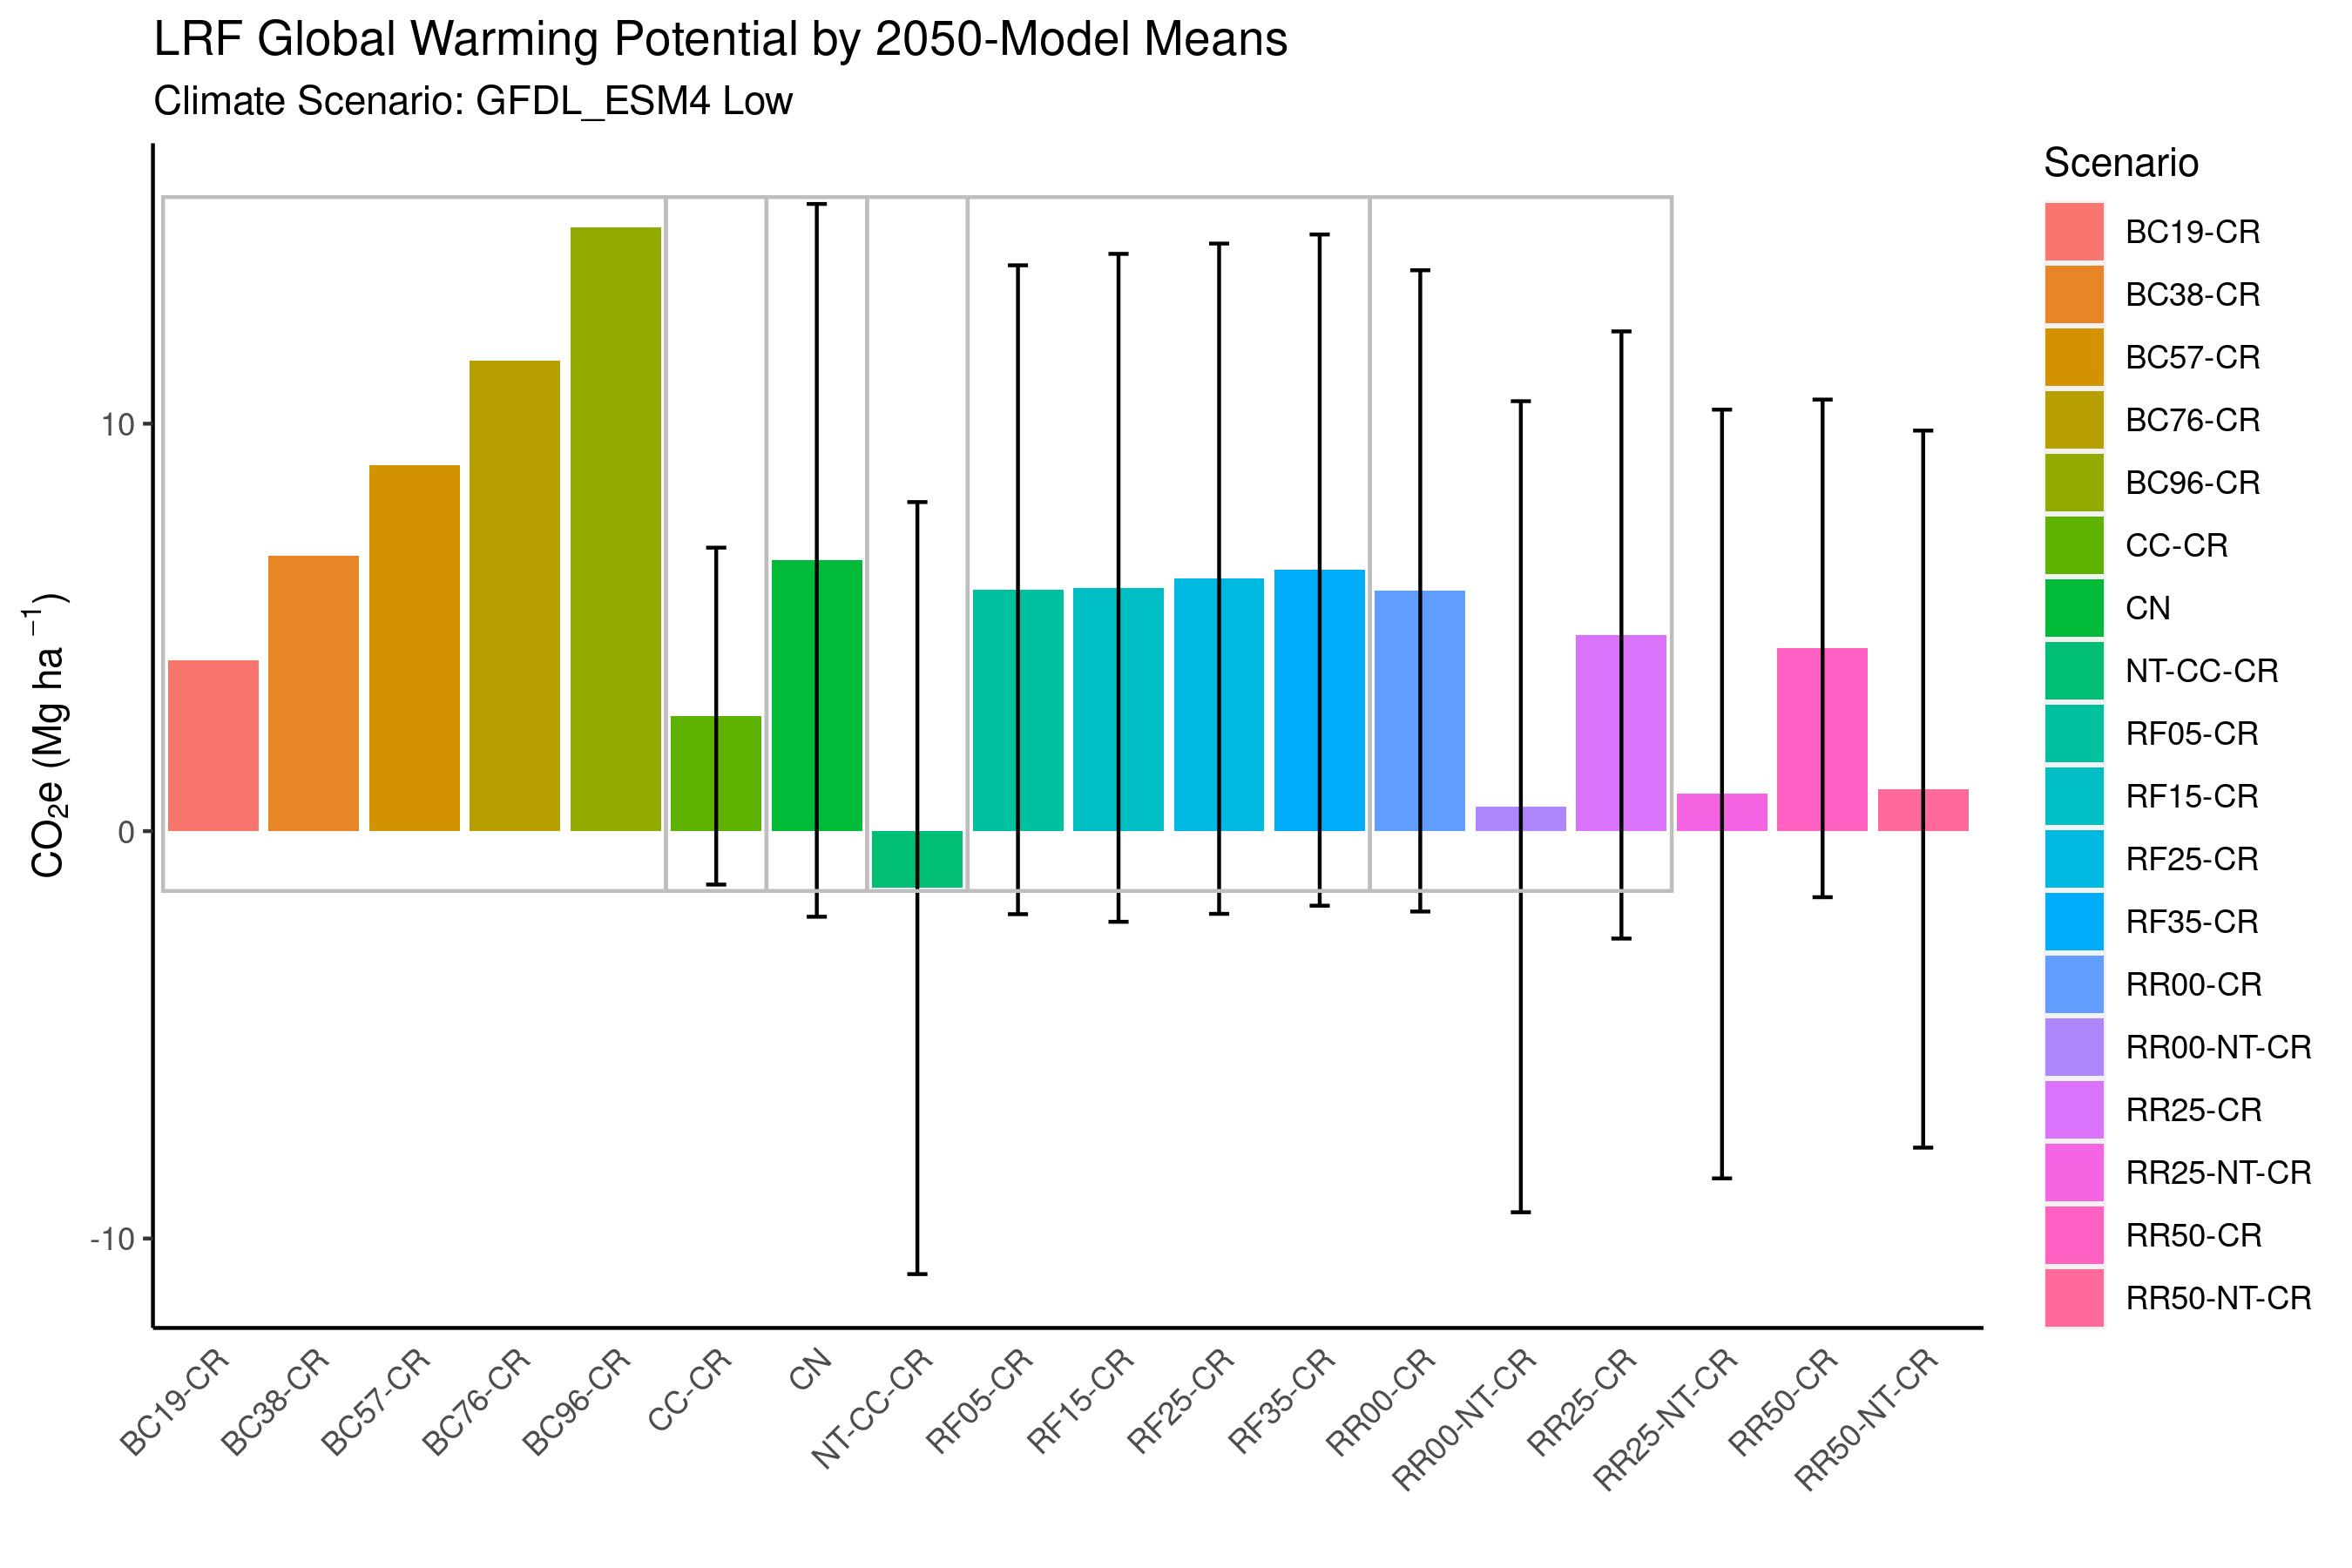 LRF Global Warming Potential by 2050-Model Means
Climate Scenario: GFDL_ESM4 Low
CO₂e (Mg ha ⁻¹)
10
0
-10
BC19-CR
BC38-CR
BC57-CR
BC76-CR
BC96-CR
CC-CR
CN
NT-CC-CR
RF05-CR
RF15-CR
RF25-CR
RF35-CR
RR00-CR
RR00-NT-CR
RR25-CR
RR25-NT-CR
RR50-CR
RR50-NT-CR
Scenario
BC19-CR
BC38-CR
BC57-CR
BC76-CR
BC96-CR
CC-CR
CN
NT-CC-CR
RF05-CR
RF15-CR
RF25-CR
RF35-CR
RR00-CR
RR00-NT-CR
RR25-CR
RR25-NT-CR
RR50-CR
RR50-NT-CR